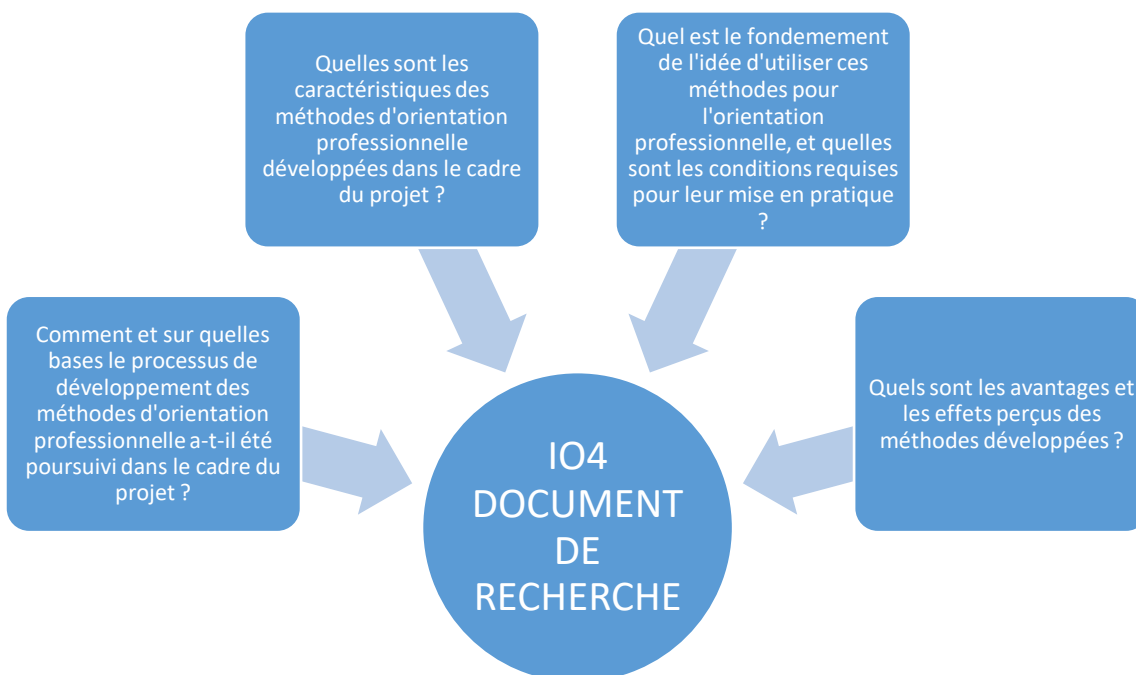 Quelles sont les
caractéristiques des
méthodes d'orientation
professionnelle
développées dans le cadre
du projet ?
Quel est le fondemement
de l'idée d'utiliser ces
méthodes pour
l'orientation
professionnelle, et quelles
sont les conditions requises
pour leur mise en pratique
?
Comment et sur quelles
bases le processus de
développement des
méthodes d'orientation
professionnelle a-t-il été
poursuivi dans le cadre du
projet ?
Quels sont les avantages et
les effets perçus des
méthodes développées ?
IO4
DOCUMENT
DE
RECHERCHE